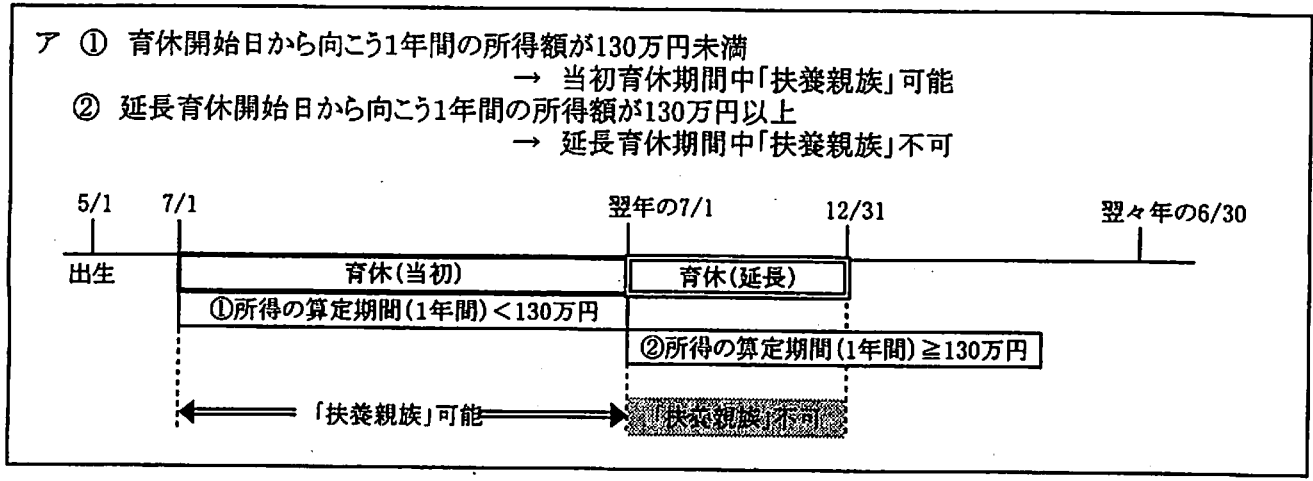 ア ① 育休開始日から向こう1年間の所得額が130万円未満
→ 当初育休期間中「扶養親族」可能
② 延長育休開始日から向こう1年間の所得額が130万円以上
→ 延長育休期間中「扶養親族」不可
5/1 7/1 翌年の7/1 12/31 翌々年の6/30
出生 育休(当初) 育休(延長)
①所得の算定期間(1年間)<130万円
②所得の算定期間(1年間)≧130万円
「扶養親族」可能 「扶養親族」不可